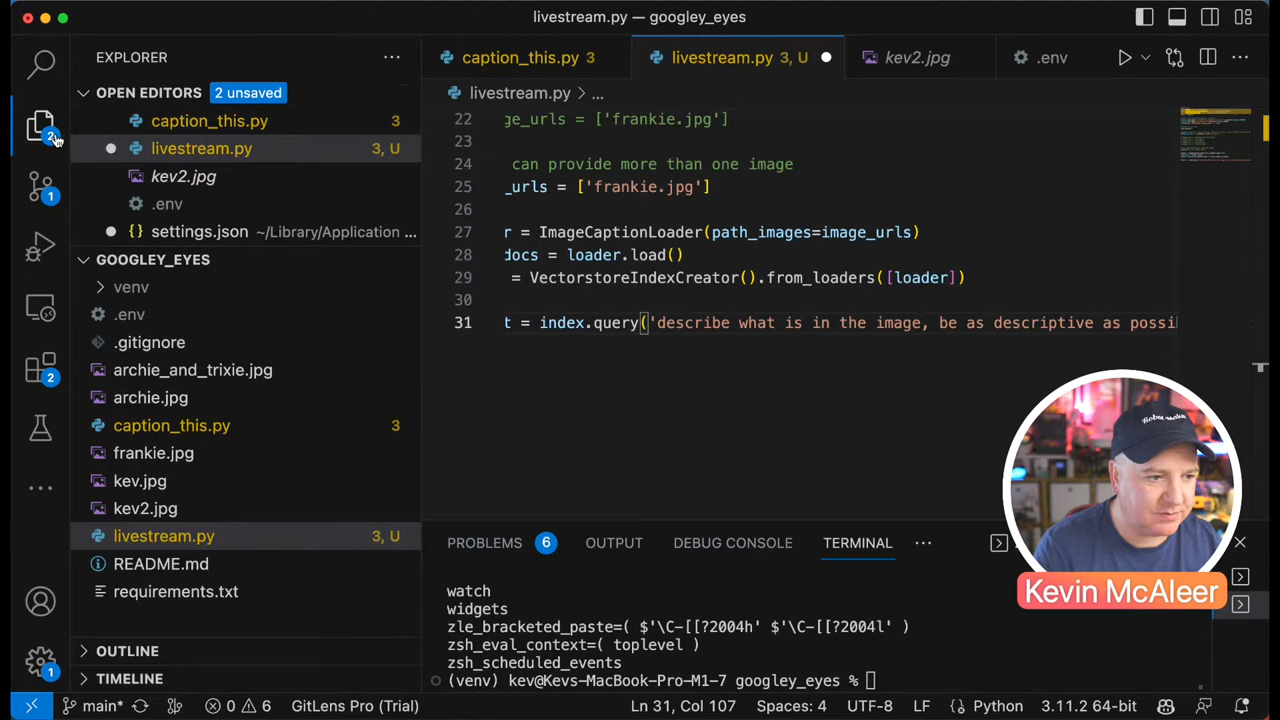 livestream.py — googley_eyes
EXPLORER
OPEN EDITORS 2 unsaved
caption_this.py 3
livestream.py 3, U
kev2.jpg
.env
settings.json ~/Library/Application ...
GOOGLEY_EYES
venv
.env
.gitignore
archie_and_trixie.jpg
archie.jpg
caption_this.py 3
frankie.jpg
kev.jpg
kev2.jpg
livestream.py 3, U
README.md
requirements.txt
OUTLINE
TIMELINE
2
1
2
1
caption_this.py 3
livestream.py 3, U
kev2.jpg
.env
livestream.py > ...
22 ge_urls = ['frankie.jpg']
23
24 can provide more than one image
25 _urls = ['frankie.jpg']
26
27 r = ImageCaptionLoader(path_images=image_urls)
28 docs = loader.load()
29 = VectorstoreIndexCreator().from_loaders([loader])
30
31 t = index.query('describe what is in the image, be as descriptive as possi
PROBLEMS 6 OUTPUT DEBUG CONSOLE TERMINAL ...
watch
widgets
zle_bracketed_paste=( $'\C-[[?2004h' $'\C-[[?2004l' )
zsh_eval_context=( toplevel )
zsh_scheduled_events
(venv) kev@Kevs-MacBook-Pro-M1-7 googley_eyes %
Kevin McAleer
main* 0 6 GitLens Pro (Trial) Ln 31, Col 107 Spaces: 4 UTF-8 LF Python 3.11.2 64-bit